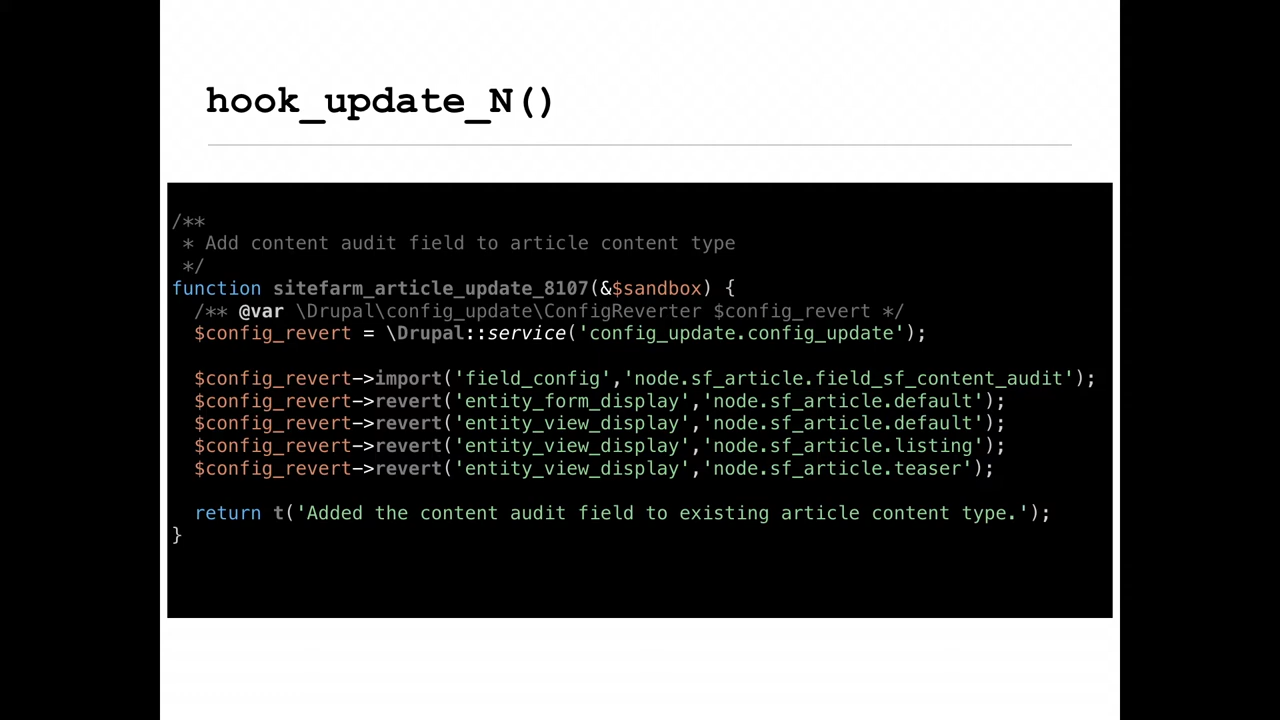 hook_update_N()
/**
 * Add content audit field to article content type
 */
function sitefarm_article_update_8107(&$sandbox) {
  /** @var \Drupal\config_update\ConfigReverter $config_revert */
  $config_revert = \Drupal::service('config_update.config_update');
  $config_revert->import('field_config','node.sf_article.field_sf_content_audit');
  $config_revert->revert('entity_form_display','node.sf_article.default');
  $config_revert->revert('entity_view_display','node.sf_article.default');
  $config_revert->revert('entity_view_display','node.sf_article.listing');
  $config_revert->revert('entity_view_display','node.sf_article.teaser');
  return t('Added the content audit field to existing article content type.');
}